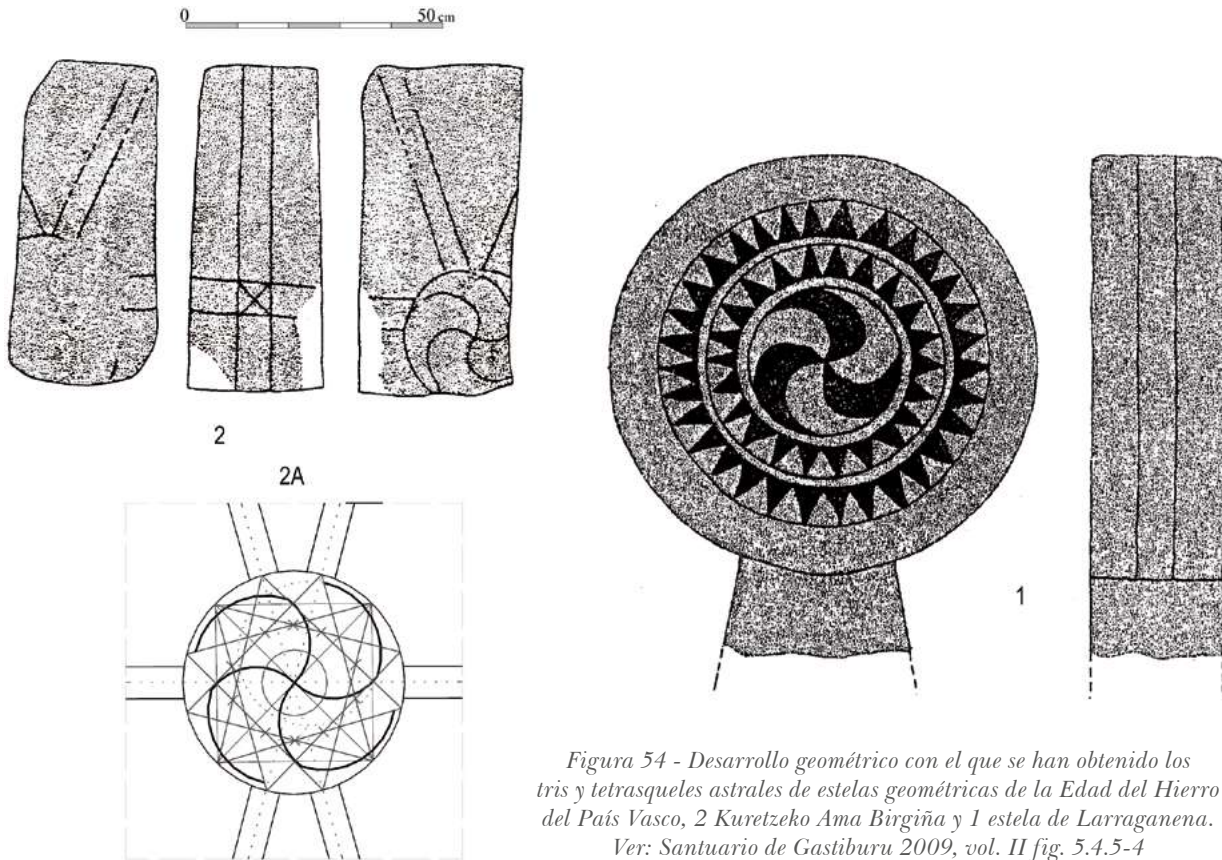 0 50 cm
2
2A
1
Figura 54 - Desarrollo geométrico con el que se han obtenido los
tris y tetrasqueles astrales de estelas geométricas de la Edad del Hierro
del País Vasco, 2 Kuretzeko Ama Birgiña y 1 estela de Larraganena.
Ver: Santuario de Gastiburu 2009, vol. II fig. 5.4.5-4